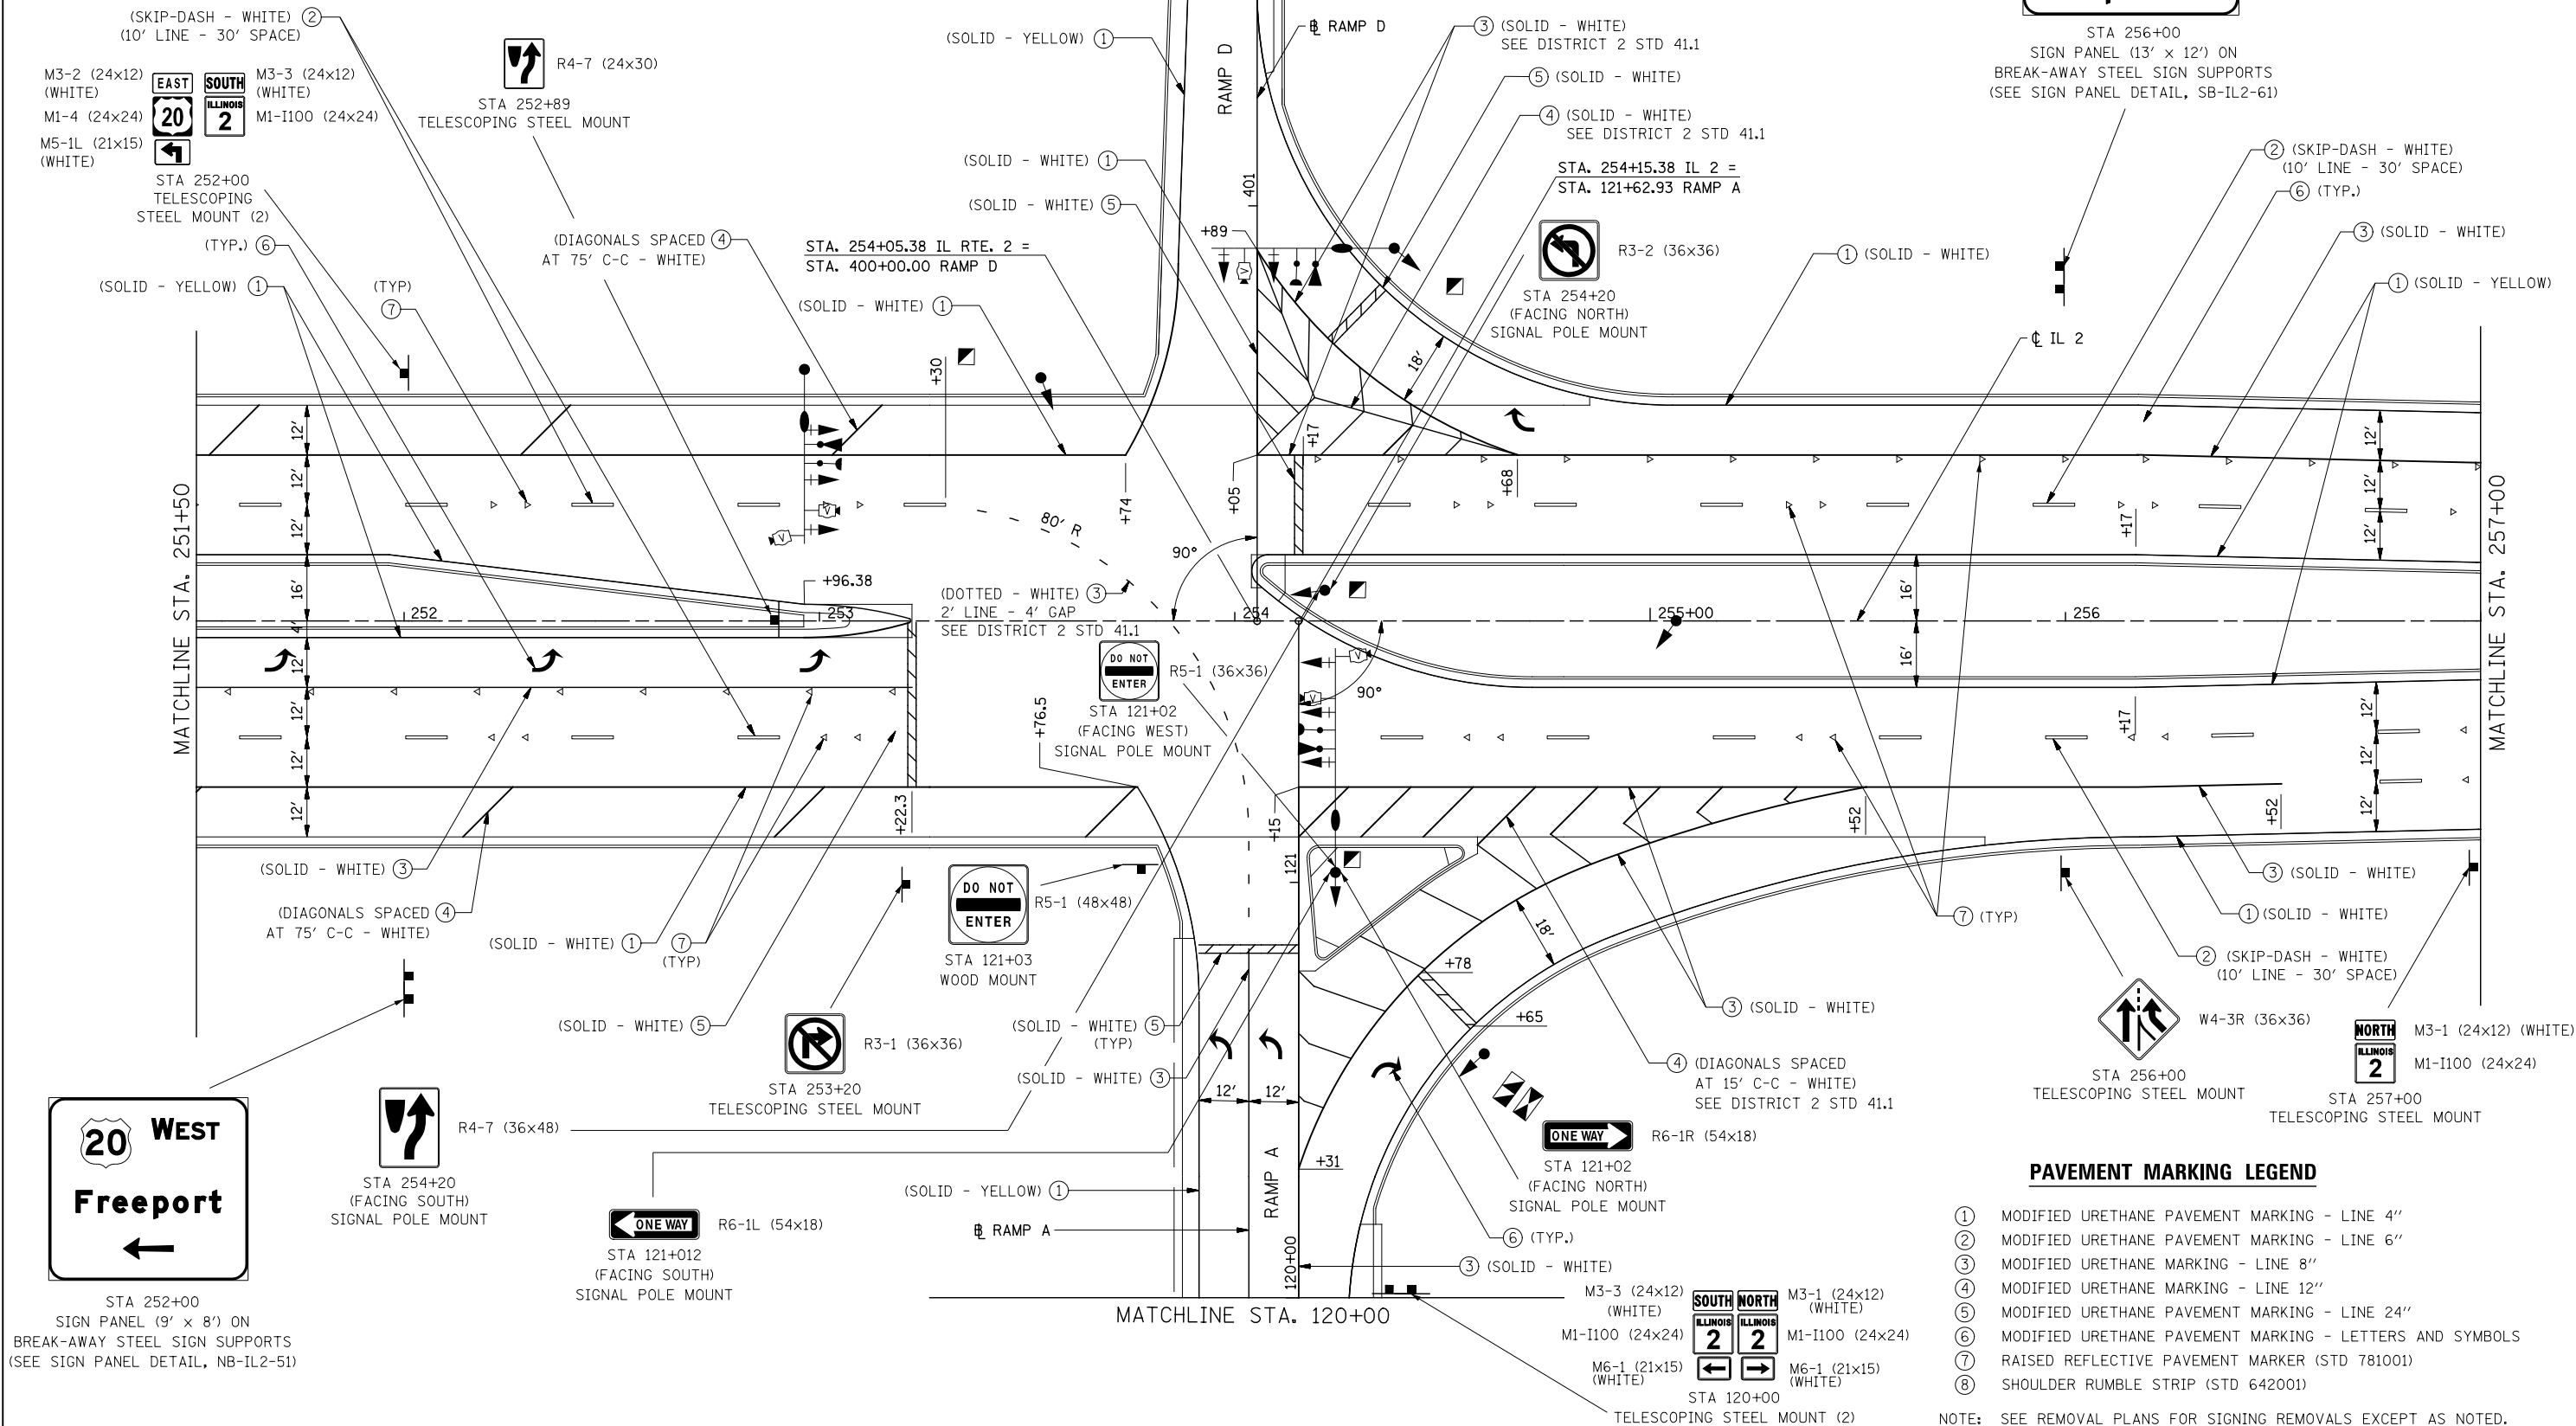 (SKIP-DASH - WHITE) 2
(10' LINE - 30' SPACE)
M3-2 (24x12)
(WHITE)
EAST
SOUTH
M3-3 (24x12)
(WHITE)
M1-4 (24x24)
20
ILLINOIS
2
M1-I100 (24x24)
M5-1L (21x15)
(WHITE)
STA 252+00
TELESCOPING
STEEL MOUNT (2)
R4-7 (24x30)
STA 252+89
TELESCOPING STEEL MOUNT
(TYP.) 6
(SOLID - YELLOW) 1
(TYP)
7
(DIAGONALS SPACED 4
AT 75' C-C - WHITE)
(SOLID - YELLOW) 1
RAMP D
℄ RAMP D
3 (SOLID - WHITE)
SEE DISTRICT 2 STD 41.1
5 (SOLID - WHITE)
4 (SOLID - WHITE)
SEE DISTRICT 2 STD 41.1
(SOLID - WHITE) 1
(SOLID - WHITE) 5
401
+89
STA. 254+15.38 IL 2 =
STA. 121+62.93 RAMP A
STA. 254+05.38 IL RTE. 2 =
STA. 400+00.00 RAMP D
(SOLID - WHITE) 1
R3-2 (36x36)
STA 254+20
(FACING NORTH)
SIGNAL POLE MOUNT
STA 256+00
SIGN PANEL (13' x 12') ON
BREAK-AWAY STEEL SIGN SUPPORTS
(SEE SIGN PANEL DETAIL, SB-IL2-61)
2 (SKIP-DASH - WHITE)
(10' LINE - 30' SPACE)
6 (TYP.)
3 (SOLID - WHITE)
1 (SOLID - WHITE)
1 (SOLID - YELLOW)
℄ IL 2
18'
+30
+74
+05
+17
+68
+17
12'
12'
12'
16'
4'
12'
12'
12'
12'
12'
12'
12'
16'
16'
12'
12'
12'
MATCHLINE STA. 251+50
MATCHLINE STA. 257+00
V
V
V
V
V
80' R
90°
90°
+96.38
252
253
254
255+00
256
(DOTTED - WHITE) 3
2' LINE - 4' GAP
SEE DISTRICT 2 STD 41.1
DO NOT
ENTER
R5-1 (36x36)
STA 121+02
(FACING WEST)
SIGNAL POLE MOUNT
+76.5
+22.3
+15
121
+17
+52
+52
(SOLID - WHITE) 3
(DIAGONALS SPACED 4
AT 75' C-C - WHITE)
(SOLID - WHITE) 1
7
(TYP)
DO NOT
ENTER
R5-1 (48x48)
STA 121+03
WOOD MOUNT
(SOLID - WHITE) 5
R3-1 (36x36)
STA 253+20
TELESCOPING STEEL MOUNT
(SOLID - WHITE) 5
(TYP)
(SOLID - WHITE) 3
12'
12'
18'
+78
+65
+31
7 (TYP)
3 (SOLID - WHITE)
1 (SOLID - WHITE)
2 (SKIP-DASH - WHITE)
(10' LINE - 30' SPACE)
3 (SOLID - WHITE)
4 (DIAGONALS SPACED
AT 15' C-C - WHITE)
SEE DISTRICT 2 STD 41.1
W4-3R (36x36)
STA 256+00
TELESCOPING STEEL MOUNT
NORTH
M3-1 (24x12) (WHITE)
ILLINOIS
2
M1-I100 (24x24)
STA 257+00
TELESCOPING STEEL MOUNT
20 WEST
Freeport
STA 252+00
SIGN PANEL (9' x 8') ON
BREAK-AWAY STEEL SIGN SUPPORTS
(SEE SIGN PANEL DETAIL, NB-IL2-51)
R4-7 (36x48)
STA 254+20
(FACING SOUTH)
SIGNAL POLE MOUNT
ONE WAY
R6-1L (54x18)
STA 121+012
(FACING SOUTH)
SIGNAL POLE MOUNT
(SOLID - YELLOW) 1
℄ RAMP A
RAMP A
120+00
ONE WAY
R6-1R (54x18)
STA 121+02
(FACING NORTH)
SIGNAL POLE MOUNT
6 (TYP.)
3 (SOLID - WHITE)
MATCHLINE STA. 120+00
M3-3 (24x12)
(WHITE)
SOUTH
NORTH
M3-1 (24x12)
(WHITE)
M1-I100 (24x24)
ILLINOIS
2
ILLINOIS
2
M1-I100 (24x24)
M6-1 (21x15)
(WHITE)
M6-1 (21x15)
(WHITE)
STA 120+00
TELESCOPING STEEL MOUNT (2)
PAVEMENT MARKING LEGEND
1 MODIFIED URETHANE PAVEMENT MARKING - LINE 4"
2 MODIFIED URETHANE PAVEMENT MARKING - LINE 6"
3 MODIFIED URETHANE MARKING - LINE 8"
4 MODIFIED URETHANE MARKING - LINE 12"
5 MODIFIED URETHANE PAVEMENT MARKING - LINE 24"
6 MODIFIED URETHANE PAVEMENT MARKING - LETTERS AND SYMBOLS
7 RAISED REFLECTIVE PAVEMENT MARKER (STD 781001)
8 SHOULDER RUMBLE STRIP (STD 642001)
NOTE: SEE REMOVAL PLANS FOR SIGNING REMOVALS EXCEPT AS NOTED.